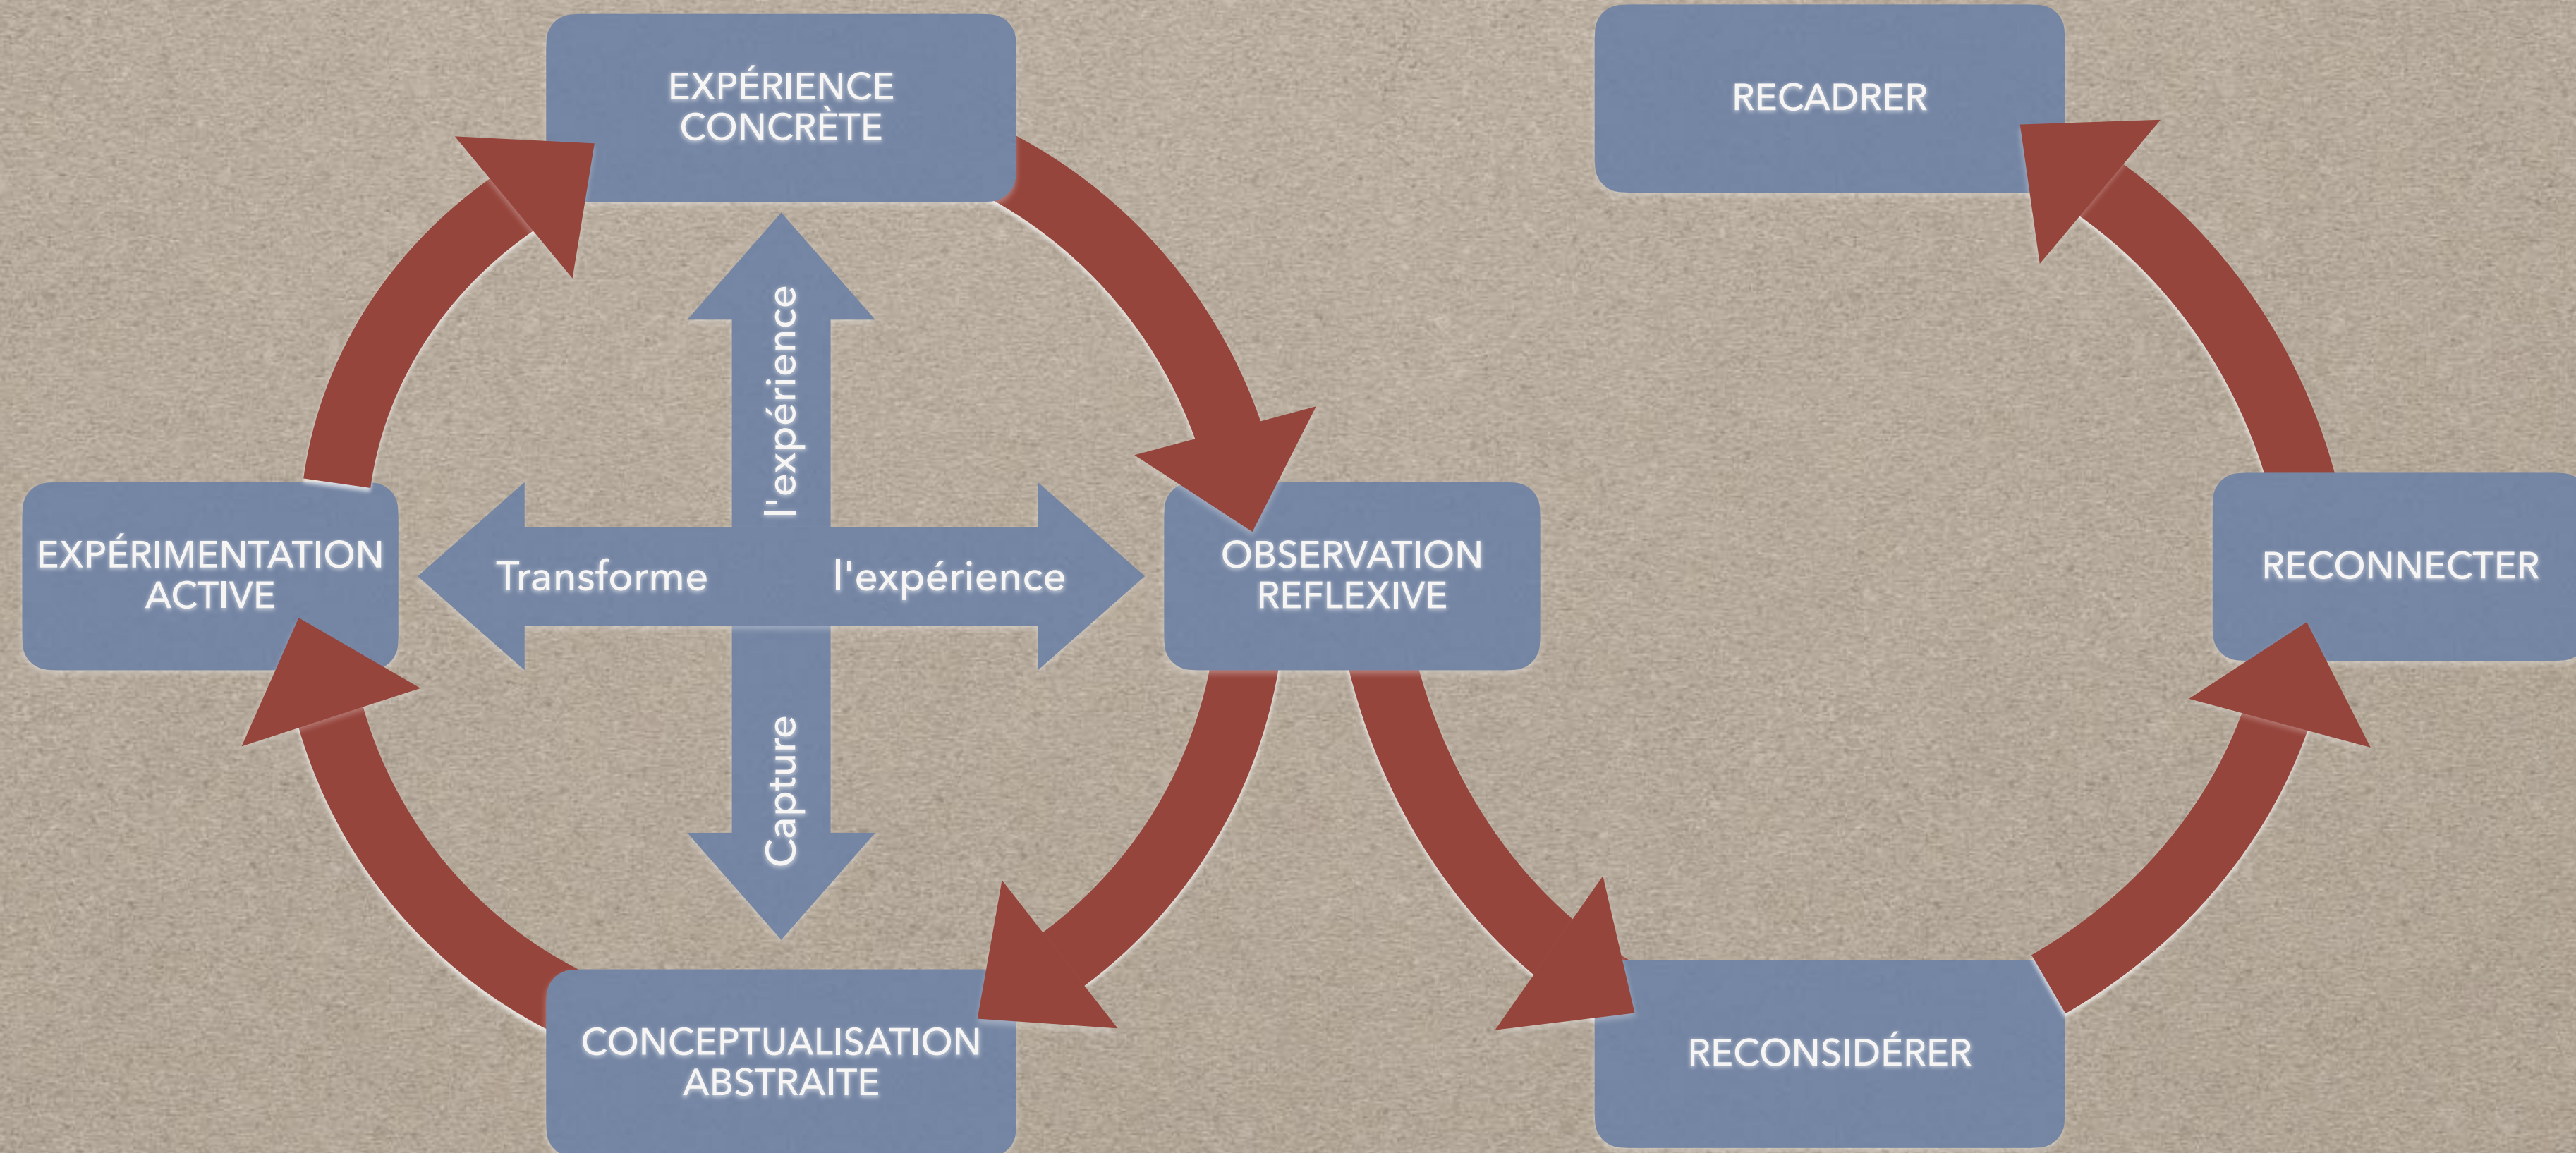 EXPÉRIENCE
CONCRÈTE
RECADRER
l'expérience
EXPÉRIMENTATION
ACTIVE
Transforme l'expérience
OBSERVATION
REFLEXIVE
RECONNECTER
Capture
CONCEPTUALISATION
ABSTRAITE
RECONSIDÉRER